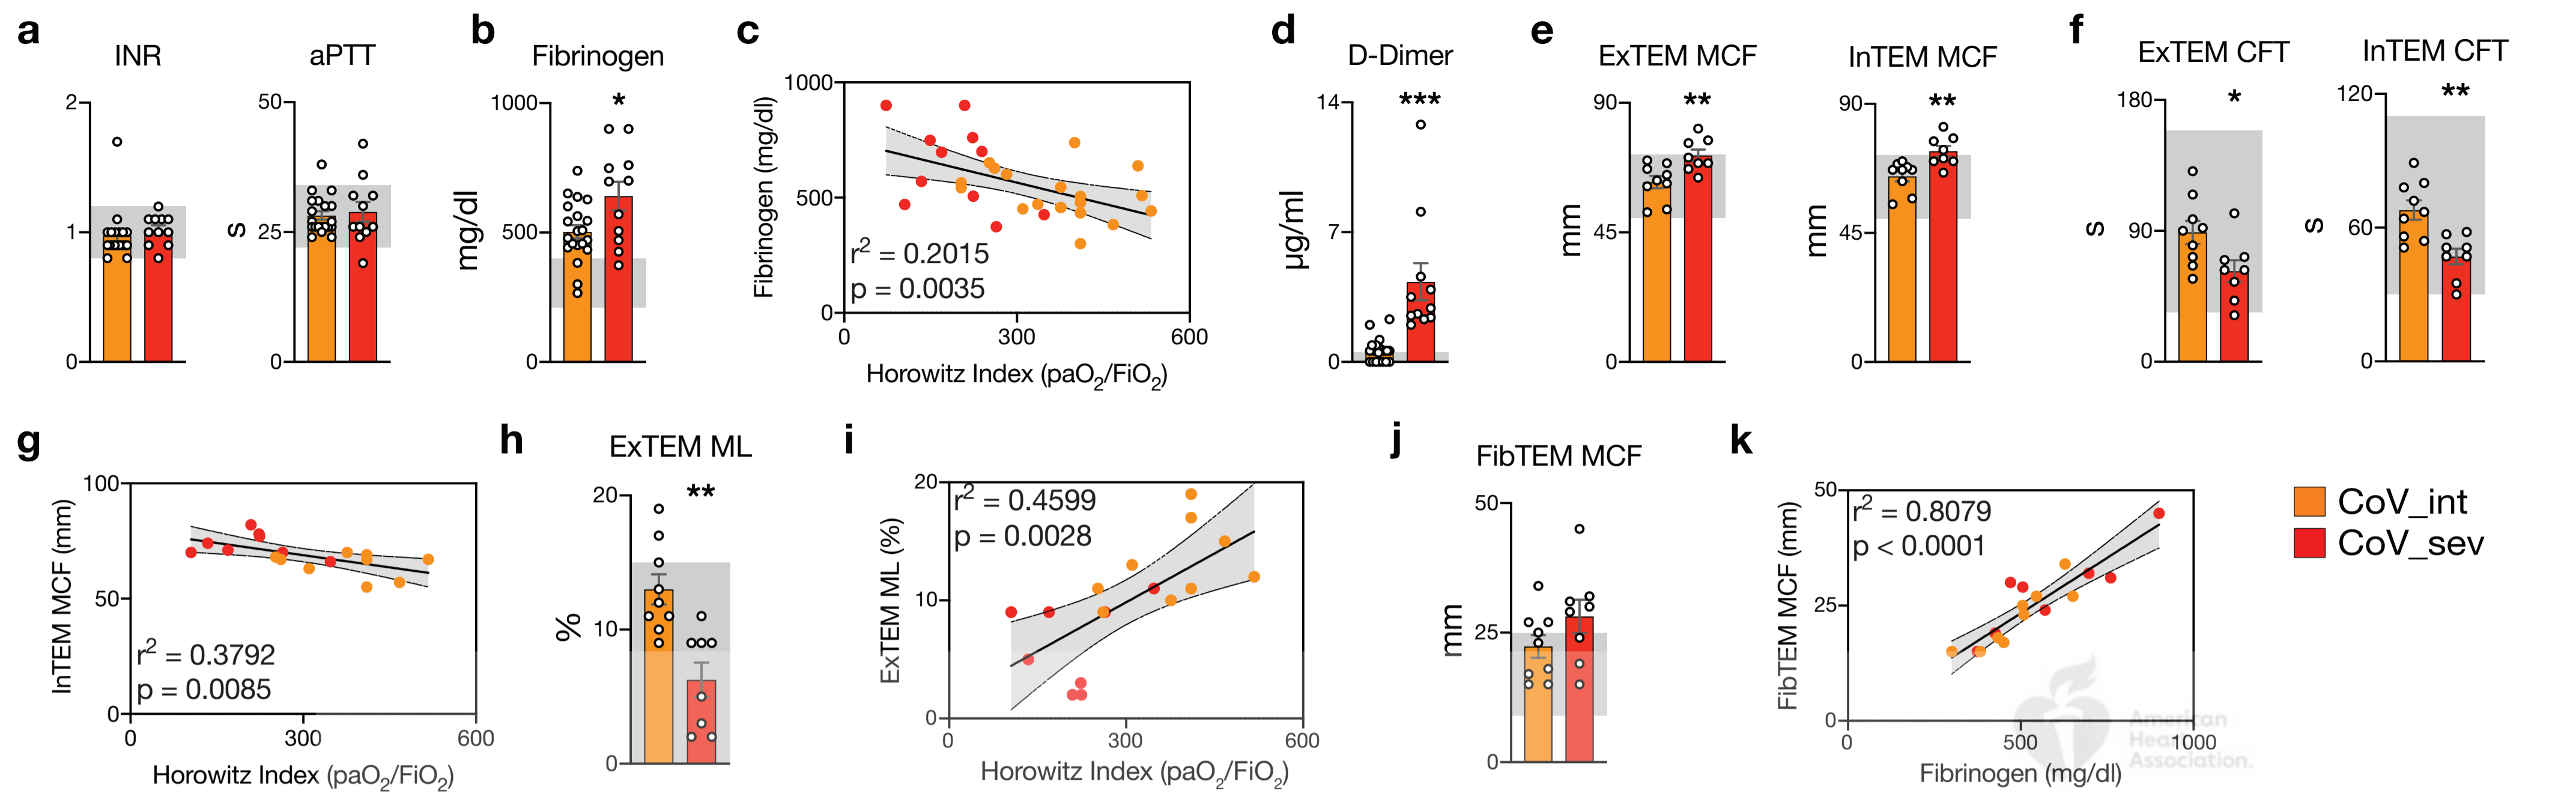 a
INR
2
1
0
aPTT
s
50
25
0
b
Fibrinogen
mg/dl
1000
500
0
*
c
Fibrinogen (mg/dl)
1000
500
0
r² = 0.2015
p = 0.0035
0 300 600
Horowitz Index (paO₂/FiO₂)
d
D-Dimer
µg/ml
14
7
0
***
e
ExTEM MCF
mm
90
45
0
**
InTEM MCF
mm
90
45
0
**
f
ExTEM CFT
s
180
90
0
*
InTEM CFT
s
120
60
0
**
g
InTEM MCF (mm)
100
50
0
r² = 0.3792
p = 0.0085
0 300 600
Horowitz Index (paO₂/FiO₂)
h
ExTEM ML
%
20
10
0
**
i
ExTEM ML (%)
20
10
0
r² = 0.4599
p = 0.0028
0 300 600
Horowitz Index (paO₂/FiO₂)
j
FibTEM MCF
mm
50
25
0
k
FibTEM MCF (mm)
50
25
0
r² = 0.8079
p < 0.0001
0 500 1000
Fibrinogen (mg/dl)
CoV_int
CoV_sev
American
Heart
Association.